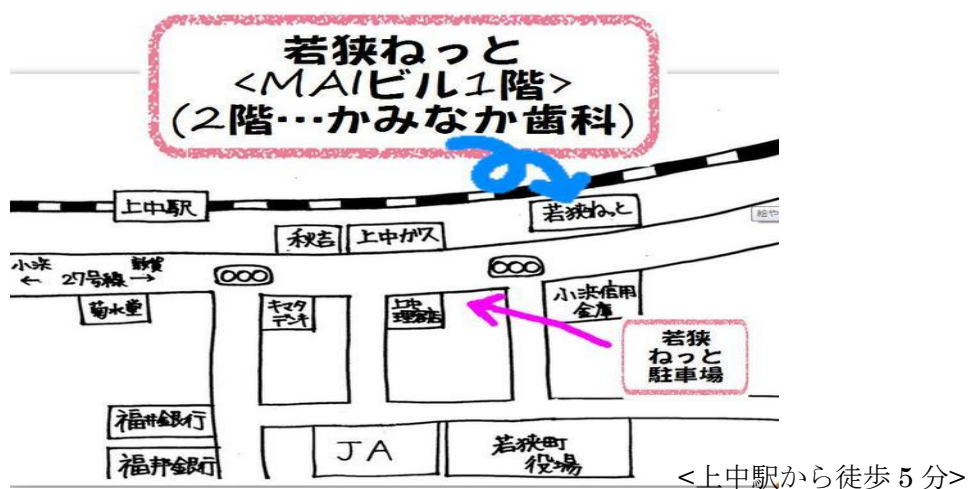 若狭ねっと
<MAIビル1階>
(2階…かみなか歯科)
上中駅
若狭ねっと
秋吉
上中ガス
小浜
敦賀
← 27号線 →
菊水堂
キマタ
デンキ
上中
理容店
小浜信用
金庫
若狭
ねっと
駐車場
福井銀行
福邦銀行
JA
若狭町
役場
<上中駅から徒歩 5 分>